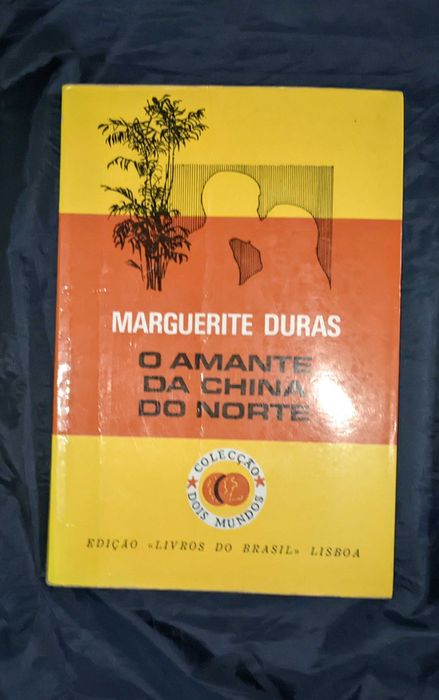 MARGUERITE DURAS
O AMANTE
DA CHINA
DO NORTE
COLECÇÃO
DOIS MUNDOS
EDIÇÃO «LIVROS DO BRASIL» LISBOA